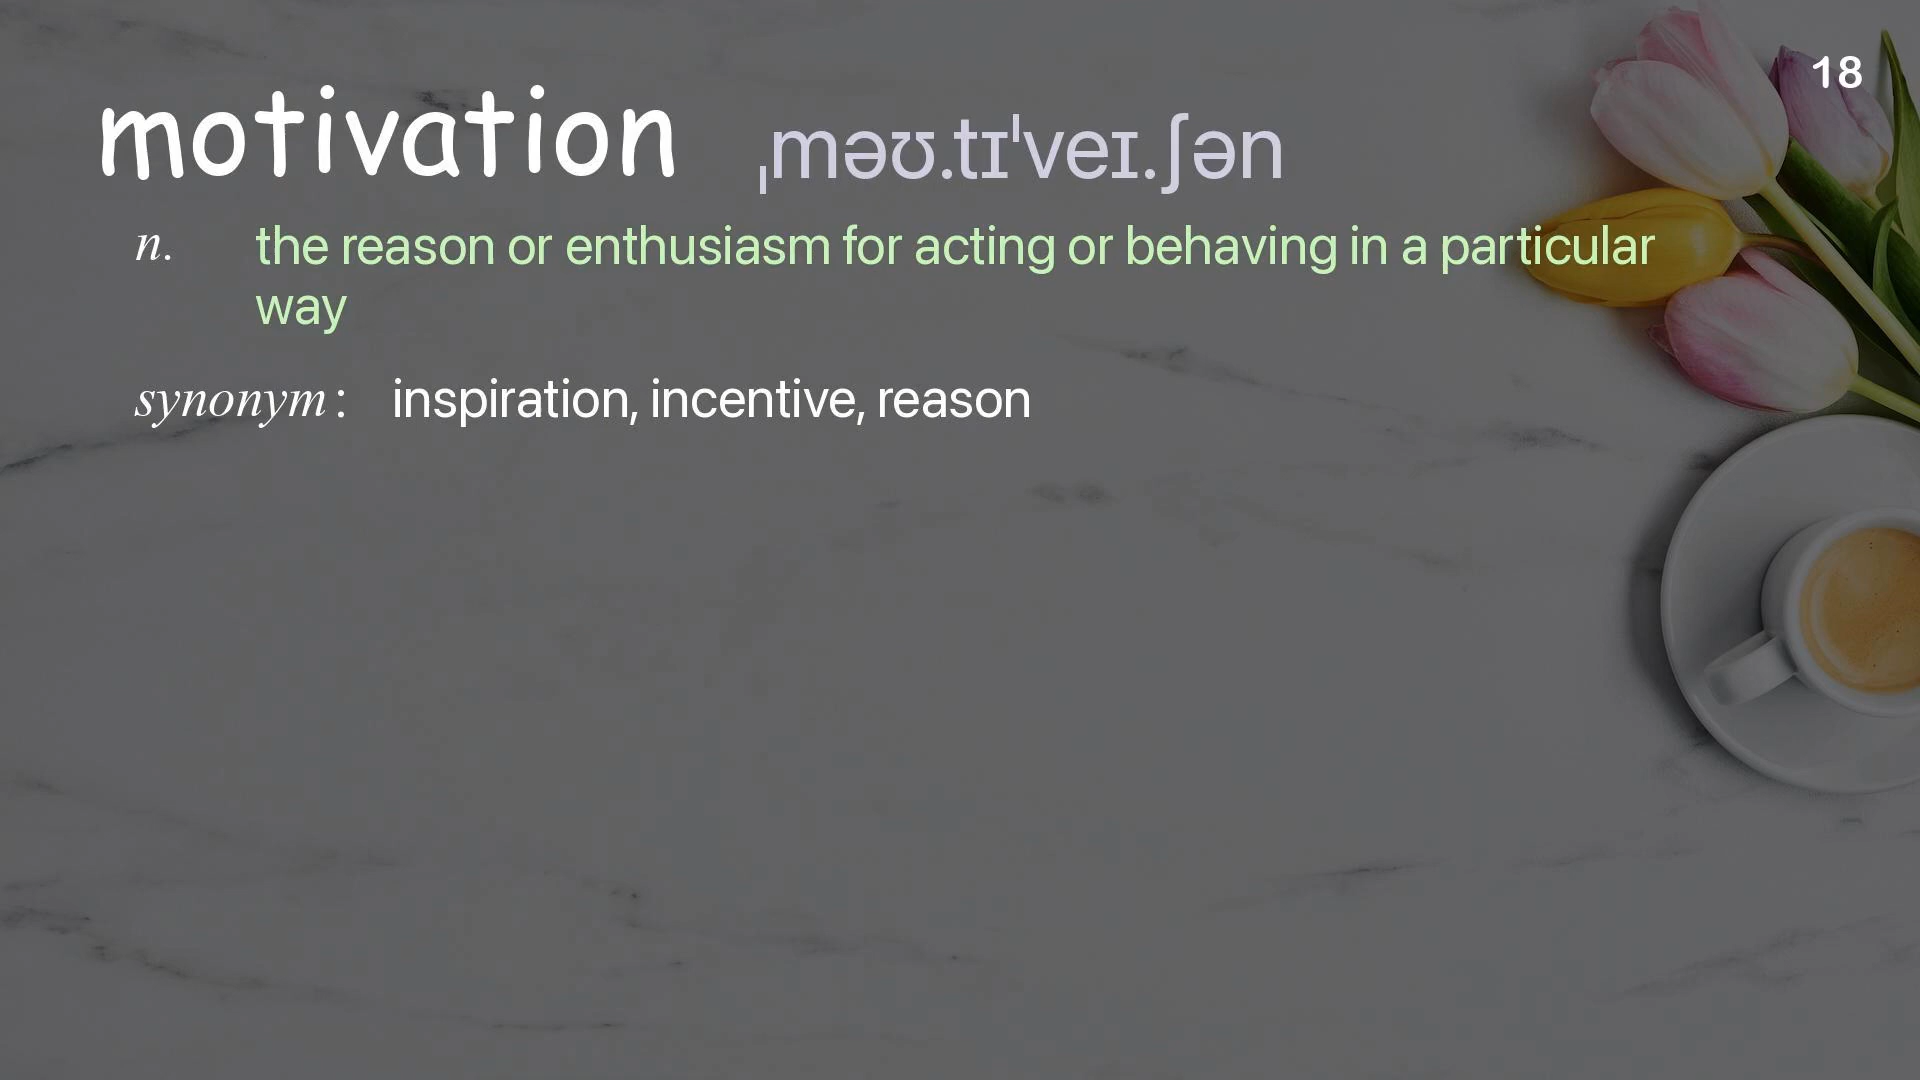 18
motivation ˌməʊ.tɪˈveɪ.ʃən
n. the reason or enthusiasm for acting or behaving in a particular
way
synonym : inspiration, incentive, reason